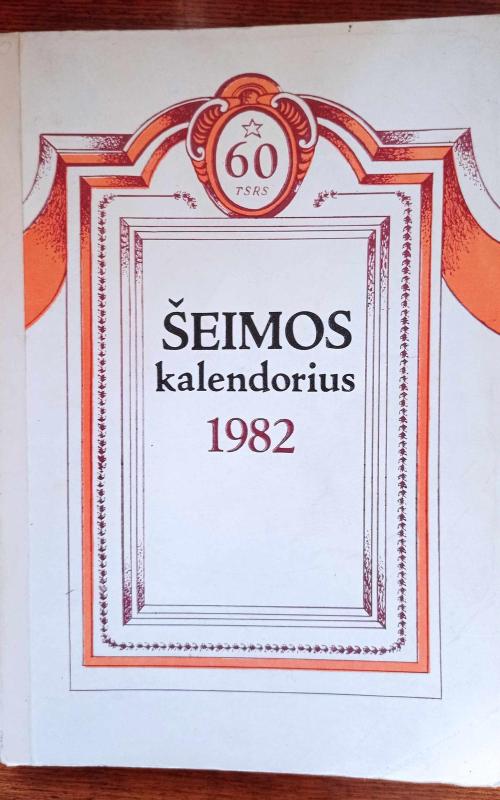 60
TSRS
ŠEIMOS
kalendorius
1982